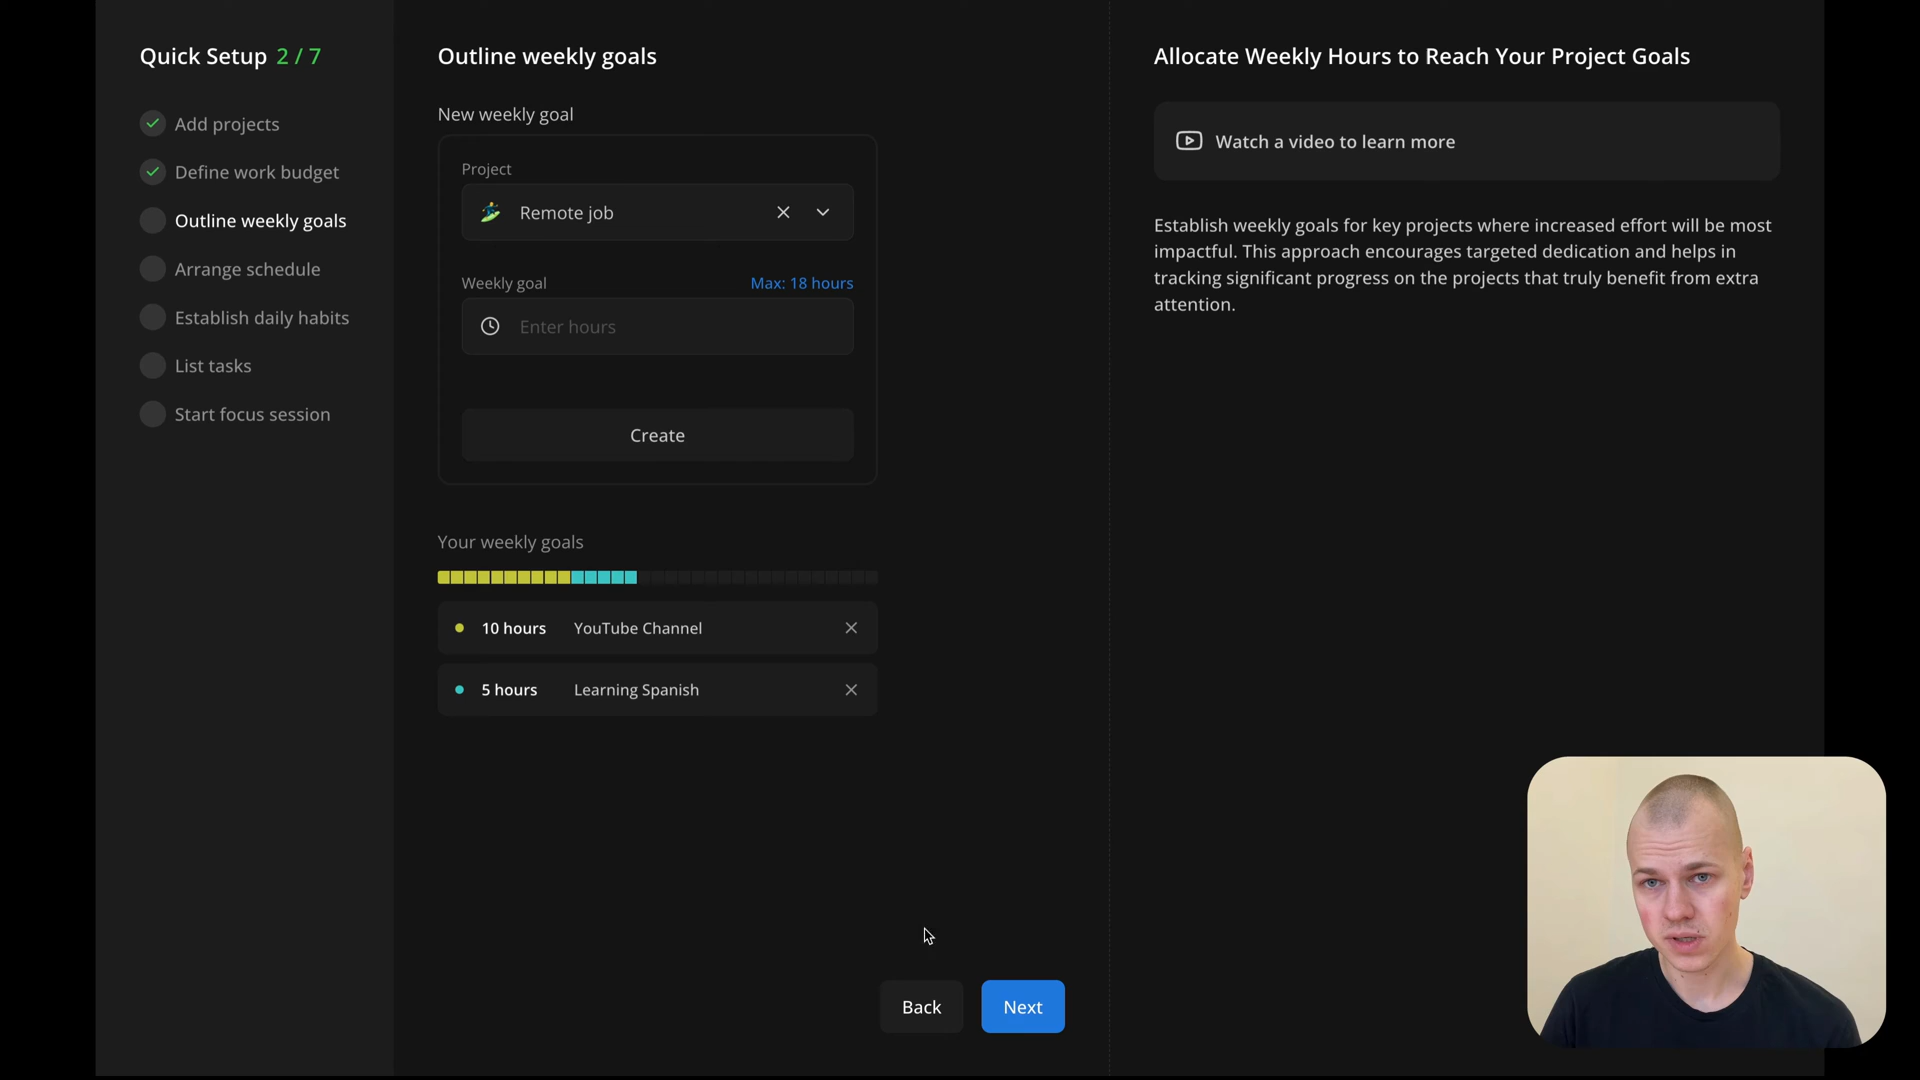 Quick Setup 2 / 7
Add projects
Define work budget
Outline weekly goals
Arrange schedule
Establish daily habits
List tasks
Start focus session
Outline weekly goals
New weekly goal
Project
Remote job
Weekly goal
Max: 18 hours
Enter hours
Create
Your weekly goals
10 hours YouTube Channel
5 hours Learning Spanish
Back
Next
Allocate Weekly Hours to Reach Your Project Goals
Watch a video to learn more
Establish weekly goals for key projects where increased effort will be most
impactful. This approach encourages targeted dedication and helps in
tracking significant progress on the projects that truly benefit from extra
attention.